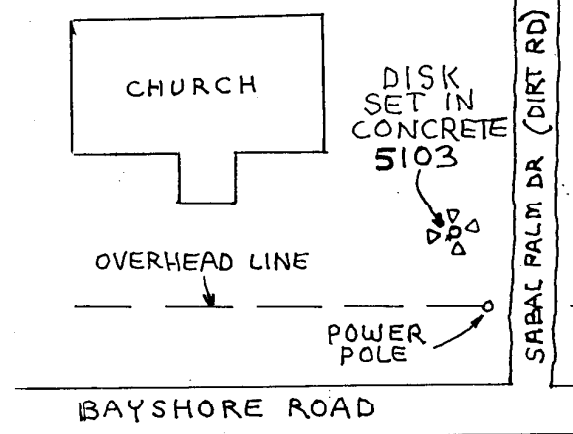 CHURCH
DISK
SET IN
CONCRETE
5103
SABAL PALM DR (DIRT RD)
OVERHEAD LINE
POWER
POLE
BAYSHORE ROAD